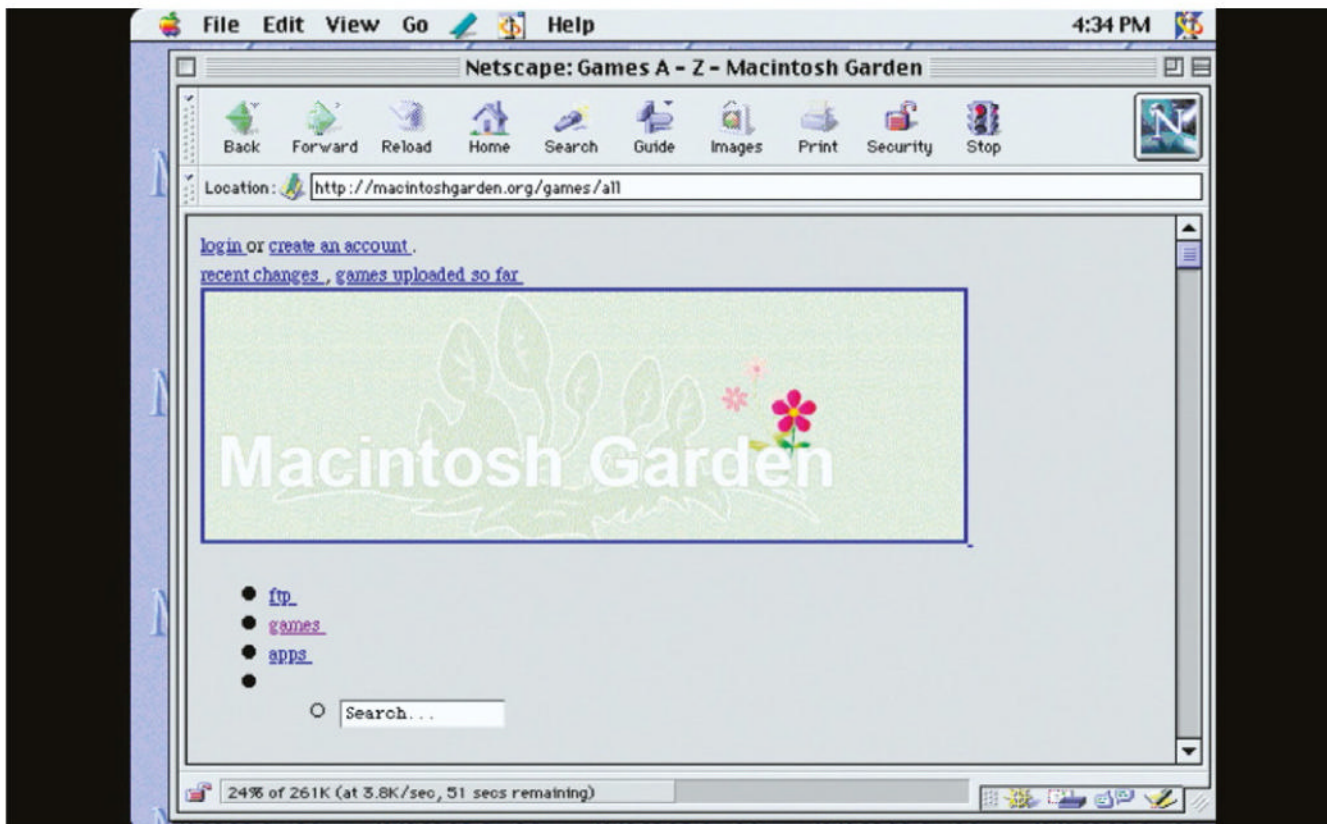 File Edit View Go Help 4:34 PM
Netscape: Games A - Z - Macintosh Garden
Back Forward Reload Home Search Guide Images Print Security Stop
N
Location: http://macintoshgarden.org/games/all
login or create an account .
recent changes , games uploaded so far
Macintosh Garden
ftp
games
apps
Search...
24% of 261K (at 3.8K/sec, 51 secs remaining)